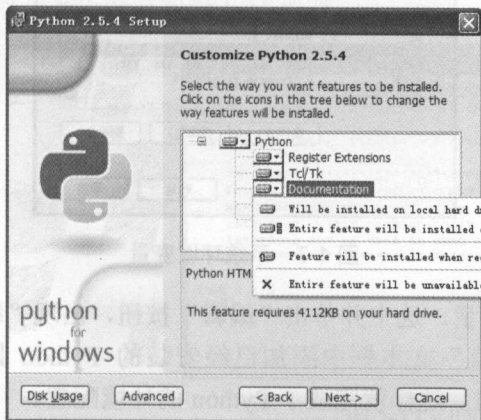 Python 2.5.4 Setup
Customize Python 2.5.4
Select the way you want features to be installed.
Click on the icons in the tree below to change the
way features will be installed.
Python
Register Extensions
Tcl/Tk
Documentation
Will be installed on local hard
Entire feature will be installed
Feature will be installed when
Entire feature will be
Python
This feature requires 4112KB on your hard drive.
python
for
windows
Disk Usage
Advanced
< Back
Next >
Cancel